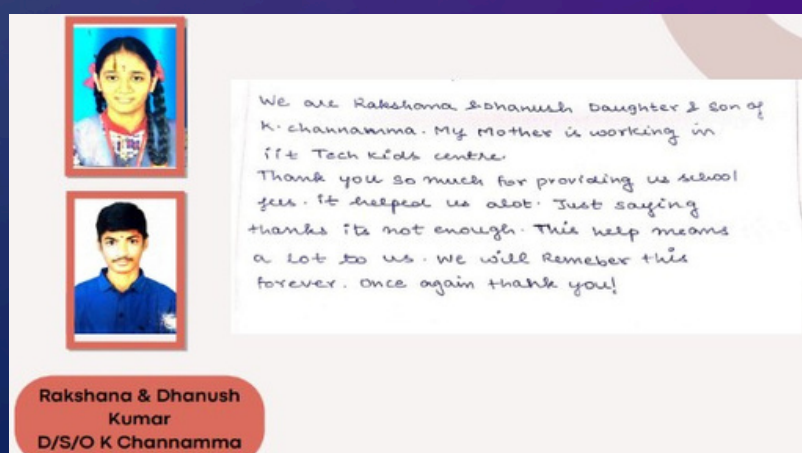 We are Rakshana & Dhanush Daughter & Son of
K. channamma. My Mother is working in
iit Tech Kids centre.
Thank you so much for providing us school
fees. it helped us alot. Just saying
thanks its not enough. This help means
a lot to us. We will Remeber this
forever. Once again thank you!
Rakshana & Dhanush
Kumar
D/S/O K Channamma